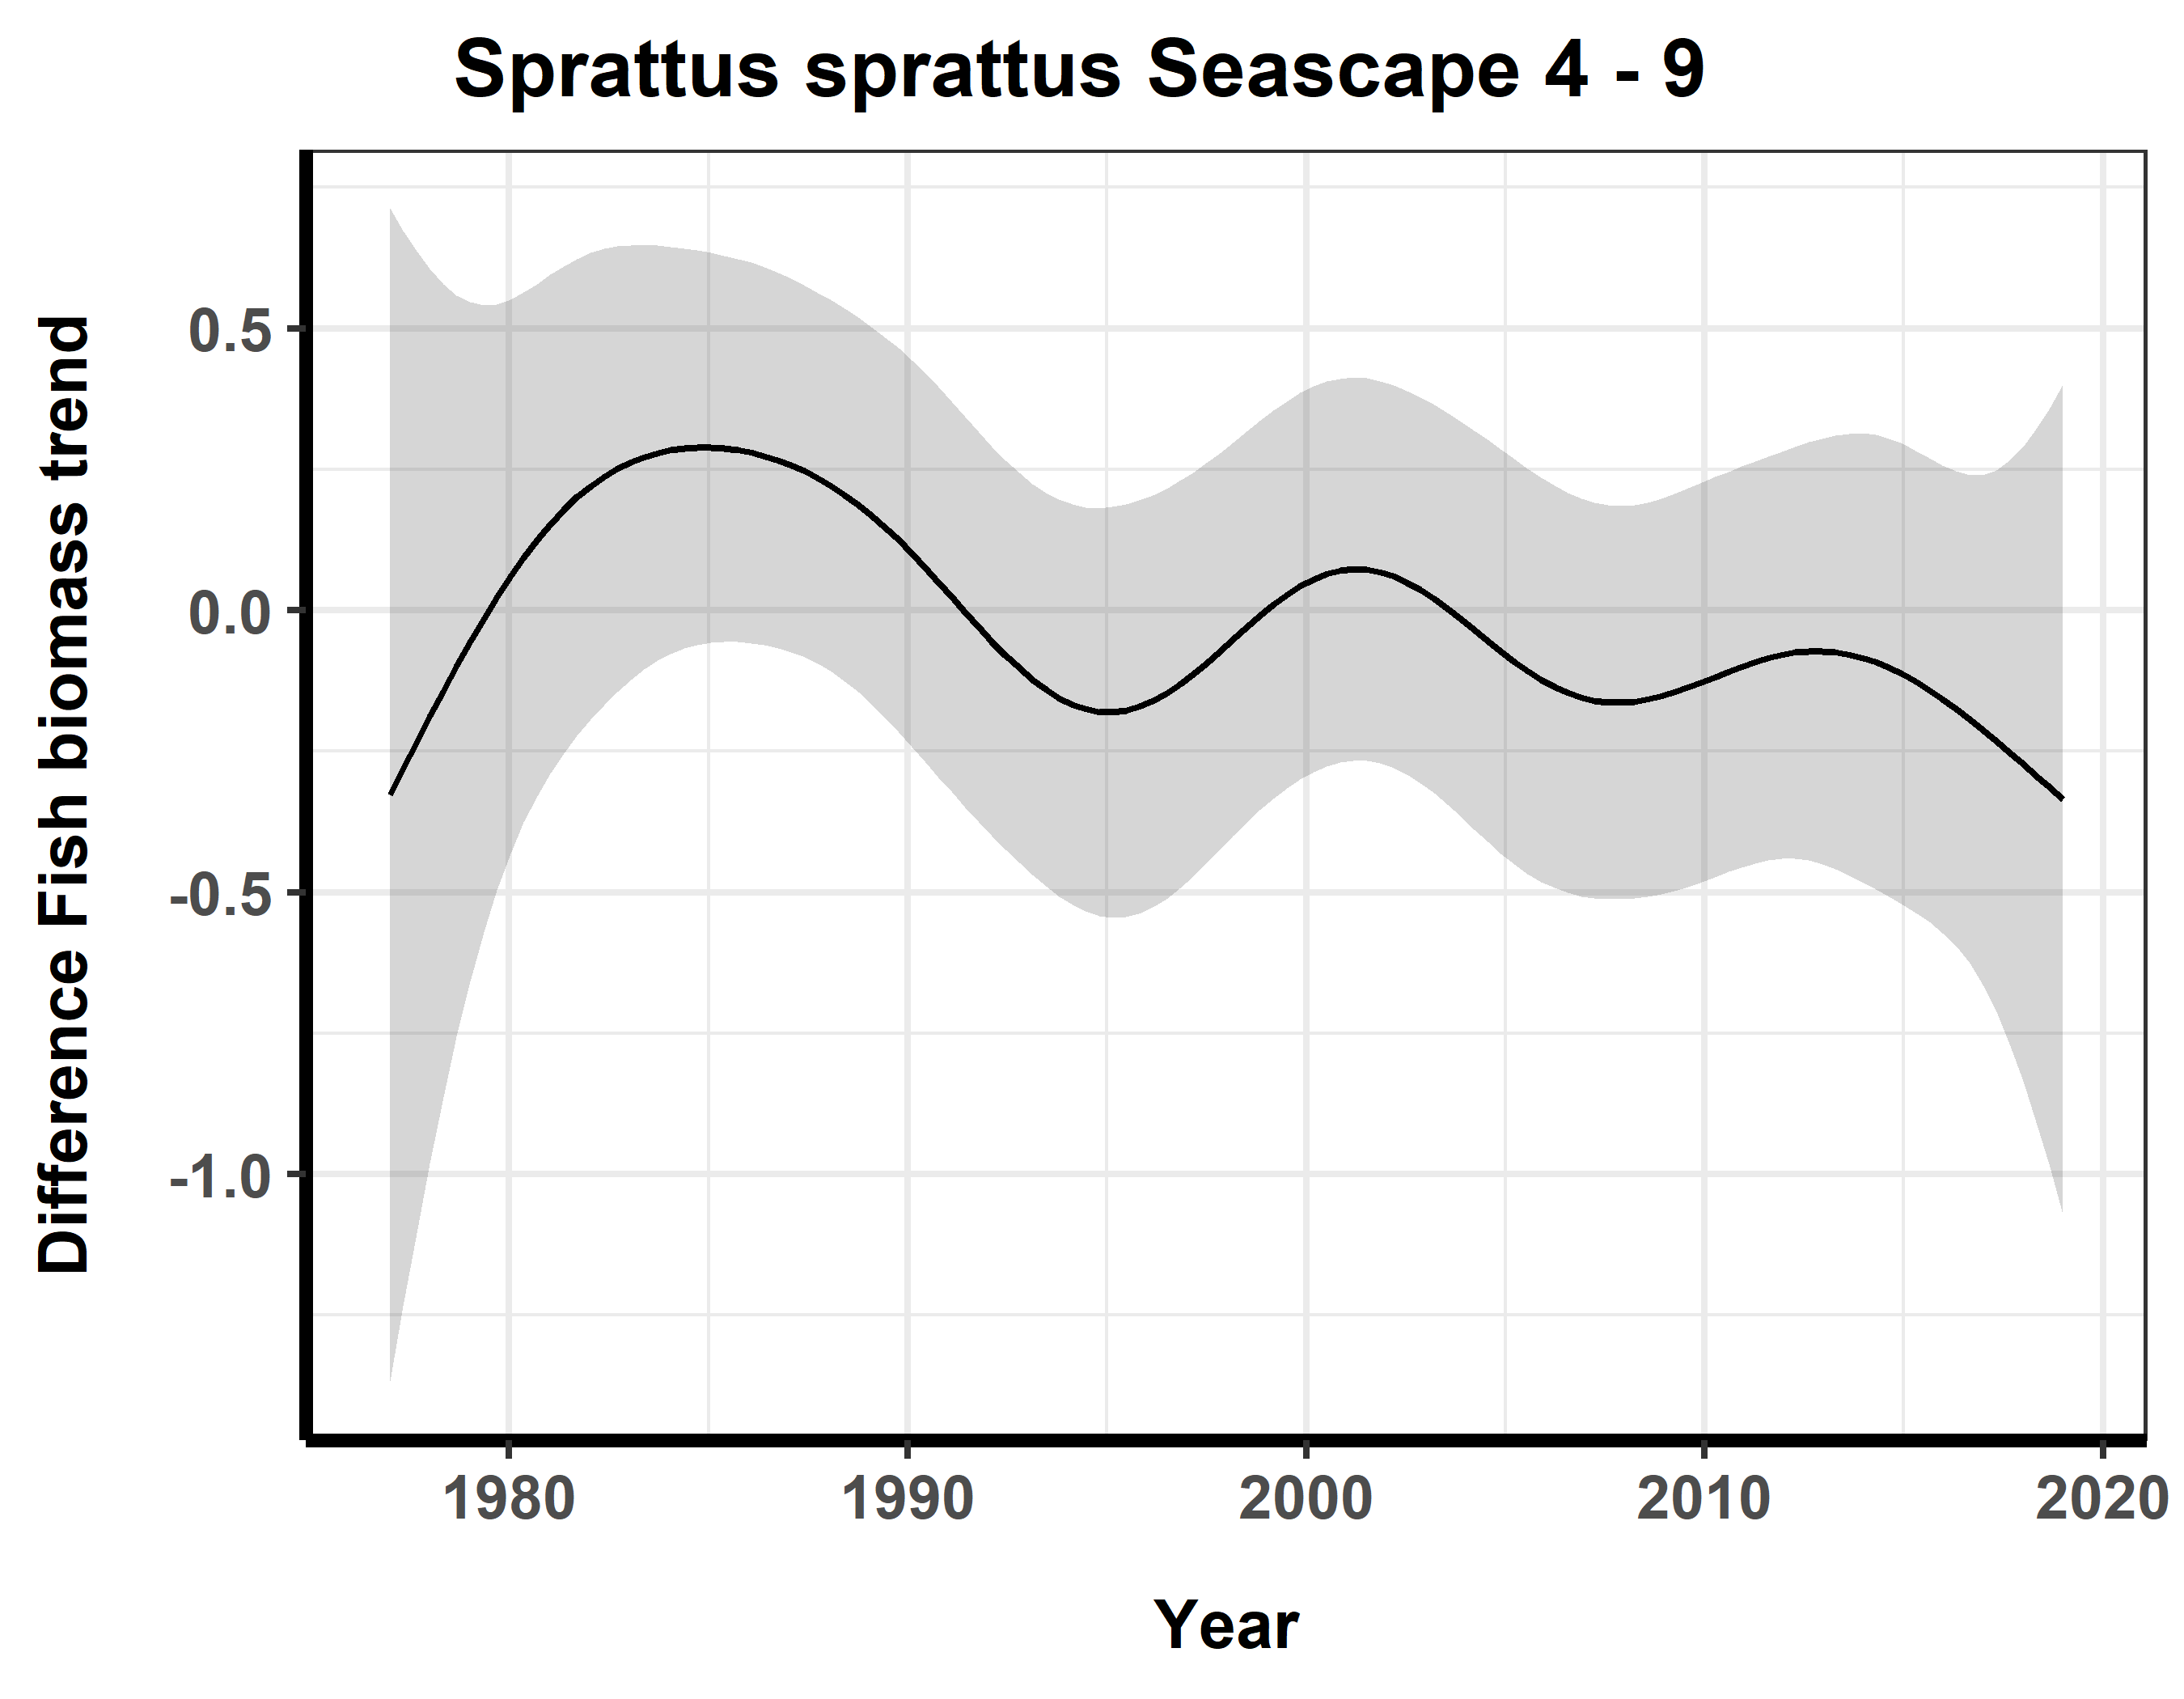 Sprattus sprattus Seascape 4 - 9
Difference Fish biomass trend
0.5
0.0
-0.5
-1.0
1980 1990 2000 2010 2020
Year